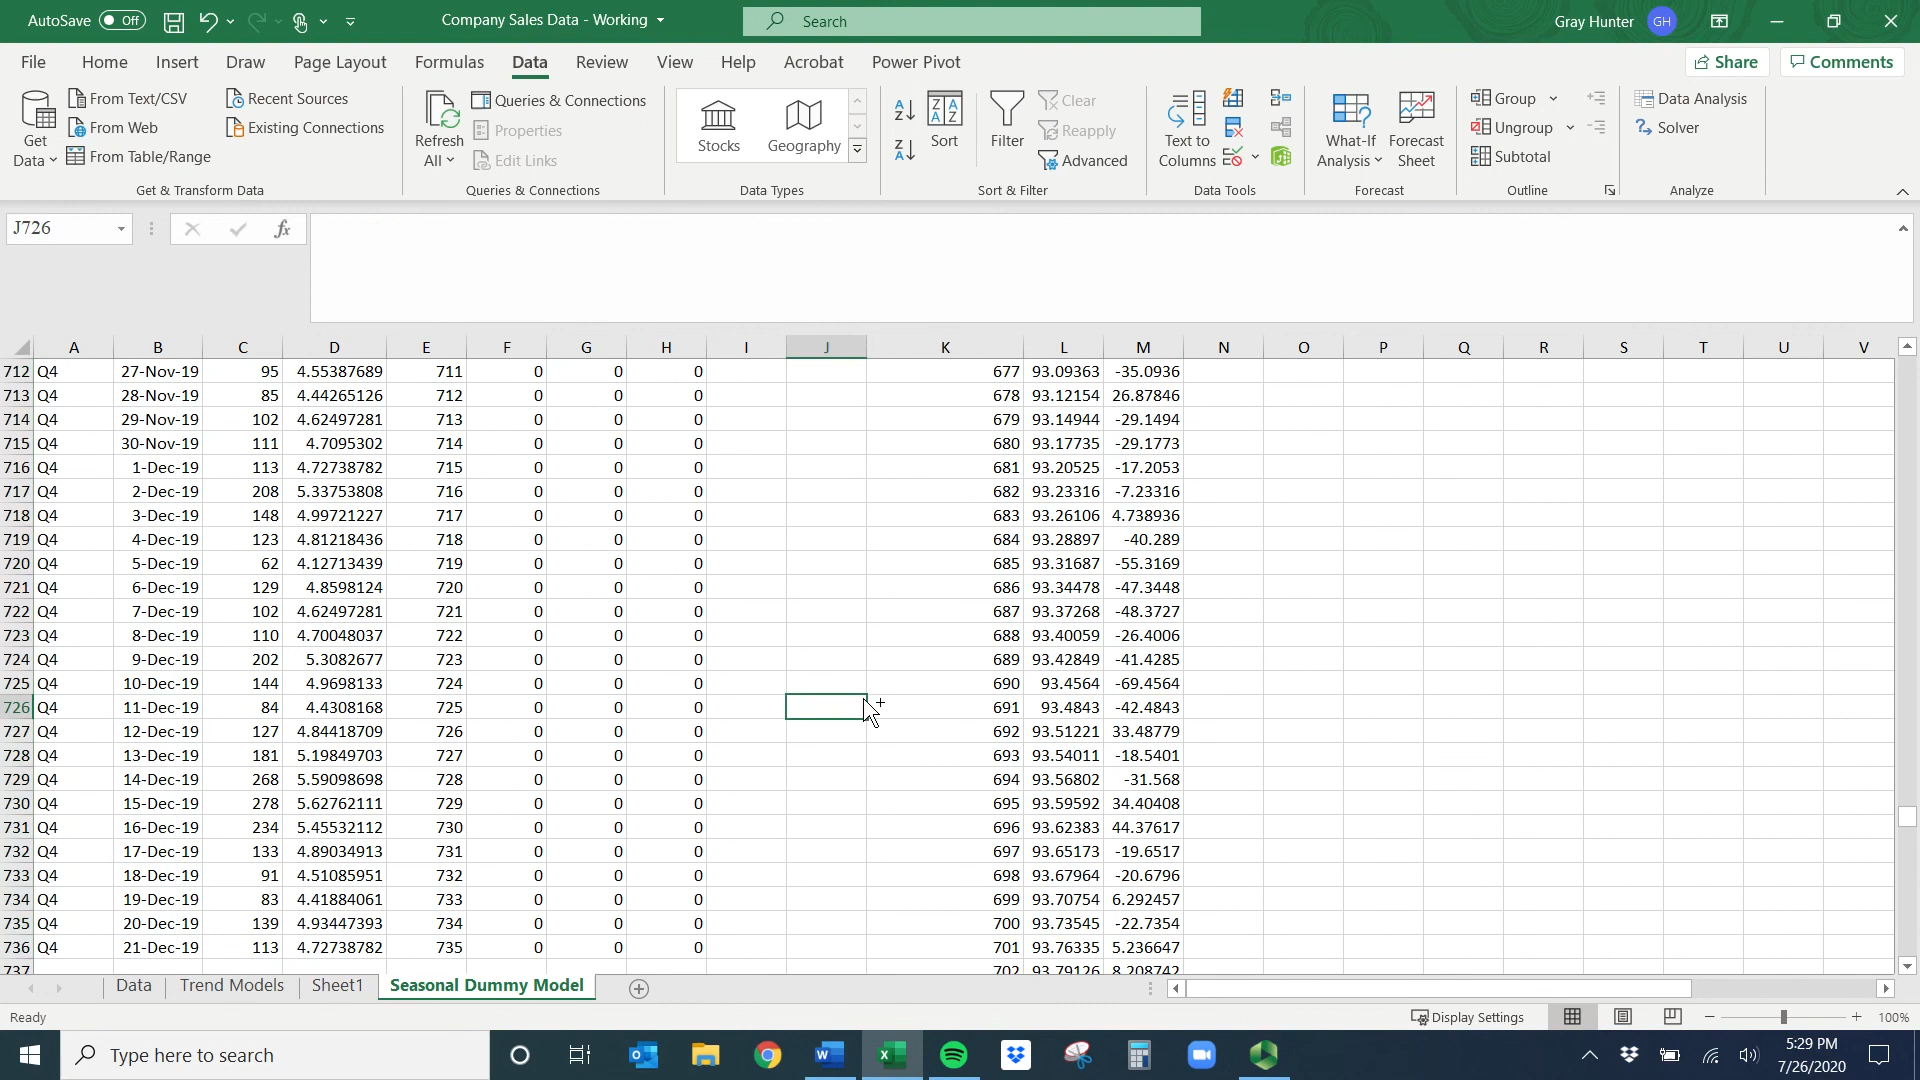 AutoSave Off Company Sales Data - Working Search Gray Hunter GH
File Home Insert Draw Page Layout Formulas Data Review View Help Acrobat Power Pivot Share Comments
Get Data
From Text/CSV
From Web
From Table/Range
Recent Sources
Existing Connections
Get & Transform Data
Refresh All
Queries & Connections
Properties
Edit Links
Queries & Connections
Stocks
Geography
Data Types
Sort
Filter
Clear
Reapply
Advanced
Sort & Filter
Text to Columns
Data Tools
What-If Analysis
Forecast Sheet
Forecast
Group
Ungroup
Subtotal
Outline
Data Analysis
Solver
Analyze
J726 fx
A B C D E F G H I J K L M N O P Q R S T U V
712 Q4 27-Nov-19 95 4.55387689 711 0 0 0 677 93.09363 -35.0936
713 Q4 28-Nov-19 85 4.44265126 712 0 0 0 678 93.12154 26.87846
714 Q4 29-Nov-19 102 4.62497281 713 0 0 0 679 93.14944 -29.1494
715 Q4 30-Nov-19 111 4.7095302 714 0 0 0 680 93.17735 -29.1773
716 Q4 1-Dec-19 113 4.72738782 715 0 0 0 681 93.20525 -17.2053
717 Q4 2-Dec-19 208 5.33753808 716 0 0 0 682 93.23316 -7.23316
718 Q4 3-Dec-19 148 4.99721227 717 0 0 0 683 93.26106 4.738936
719 Q4 4-Dec-19 123 4.81218436 718 0 0 0 684 93.28897 -40.289
720 Q4 5-Dec-19 62 4.12713439 719 0 0 0 685 93.31687 -55.3169
721 Q4 6-Dec-19 129 4.8598124 720 0 0 0 686 93.34478 -47.3448
722 Q4 7-Dec-19 102 4.62497281 721 0 0 0 687 93.37268 -48.3727
723 Q4 8-Dec-19 110 4.70048037 722 0 0 0 688 93.40059 -26.4006
724 Q4 9-Dec-19 202 5.3082677 723 0 0 0 689 93.42849 -41.4285
725 Q4 10-Dec-19 144 4.9698133 724 0 0 0 690 93.4564 -69.4564
726 Q4 11-Dec-19 84 4.4308168 725 0 0 0 691 93.4843 -42.4843
727 Q4 12-Dec-19 127 4.84418709 726 0 0 0 692 93.51221 33.48779
728 Q4 13-Dec-19 181 5.19849703 727 0 0 0 693 93.54011 -18.5401
729 Q4 14-Dec-19 268 5.59098698 728 0 0 0 694 93.56802 -31.568
730 Q4 15-Dec-19 278 5.62762111 729 0 0 0 695 93.59592 34.40408
731 Q4 16-Dec-19 234 5.45532112 730 0 0 0 696 93.62383 44.37617
732 Q4 17-Dec-19 133 4.89034913 731 0 0 0 697 93.65173 -19.6517
733 Q4 18-Dec-19 91 4.51085951 732 0 0 0 698 93.67964 -20.6796
734 Q4 19-Dec-19 83 4.41884061 733 0 0 0 699 93.70754 6.292457
735 Q4 20-Dec-19 139 4.93447393 734 0 0 0 700 93.73545 -22.7354
736 Q4 21-Dec-19 113 4.72738782 735 0 0 0 701 93.76335 5.236647
737 702 93.79126 8.208742
Data Trend Models Sheet1 Seasonal Dummy Model
Ready Display Settings 100%
Type here to search 5:29 PM
7/26/2020